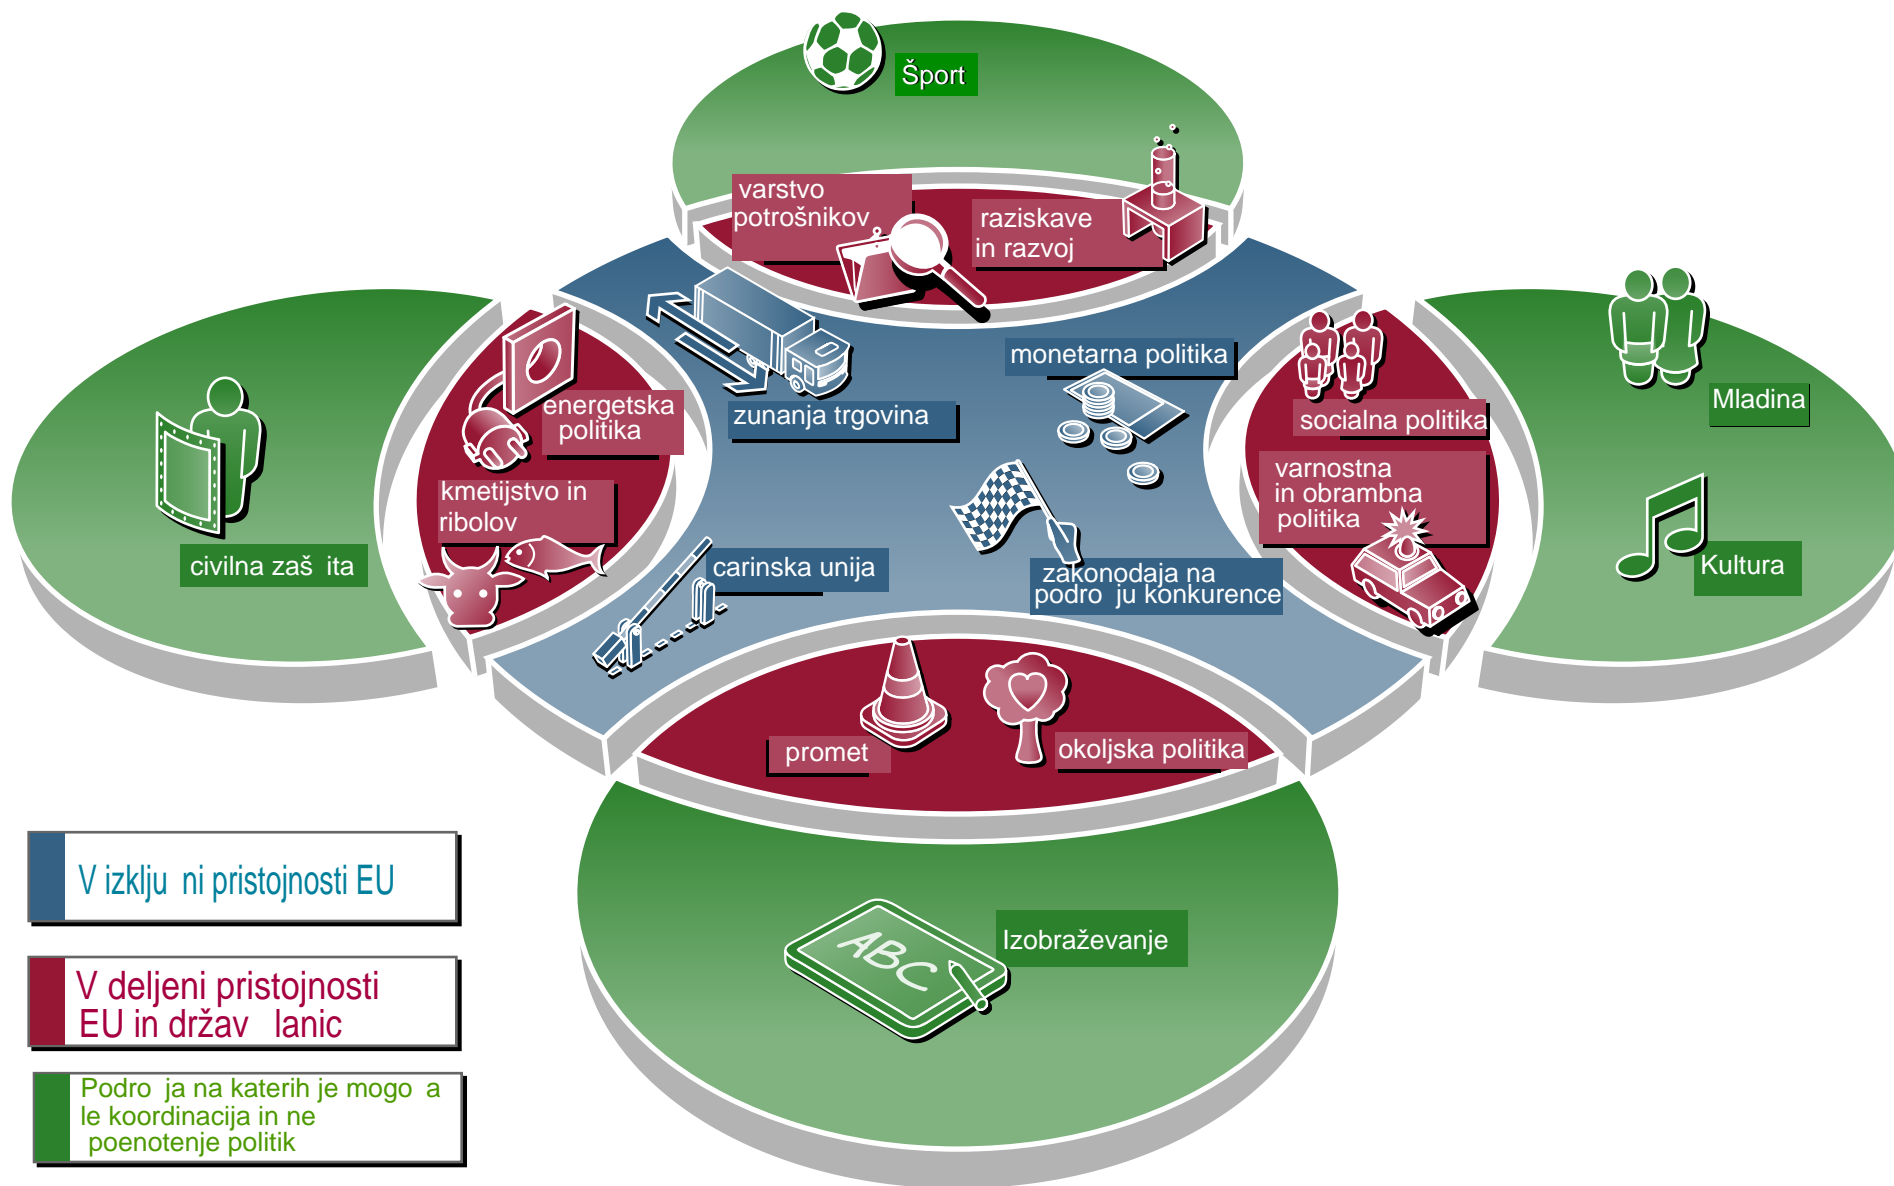 Šport
varstvo
potrošnikov
raziskave
in razvoj
monetarna politika
zunanja trgovina
energetska
politika
kmetijstvo in
ribolov
socialna politika
varnostna
in obrambna
politika
Mladina
Kultura
civilna zaš ita
carinska unija
zakonodaja na
podro ju konkurence
promet
okoljska politika
ABC
Izobraževanje
V izklju ni pristojnosti EU
V deljeni pristojnosti
EU in držav lanic
Podro ja na katerih je mogo a
le koordinacija in ne
poenotenje politik